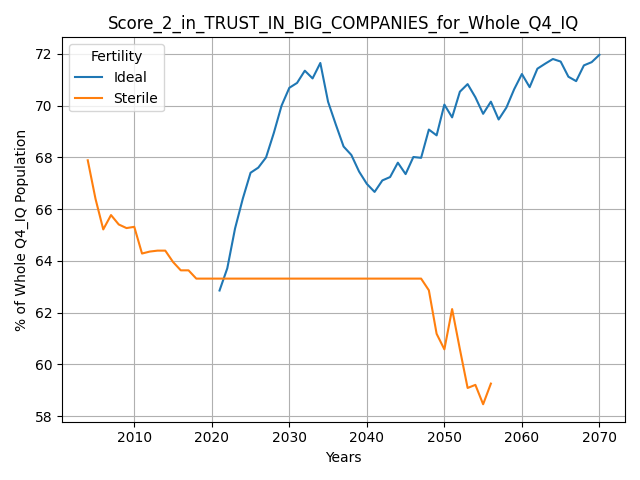 Score_2_in_TRUST_IN_BIG_COMPANIES_for_Whole_Q4_IQ
Fertility
Ideal
Sterile
% of Whole Q4_IQ Population
72
70
68
66
64
62
60
58
2010
2020
2030
2040
2050
2060
2070
Years